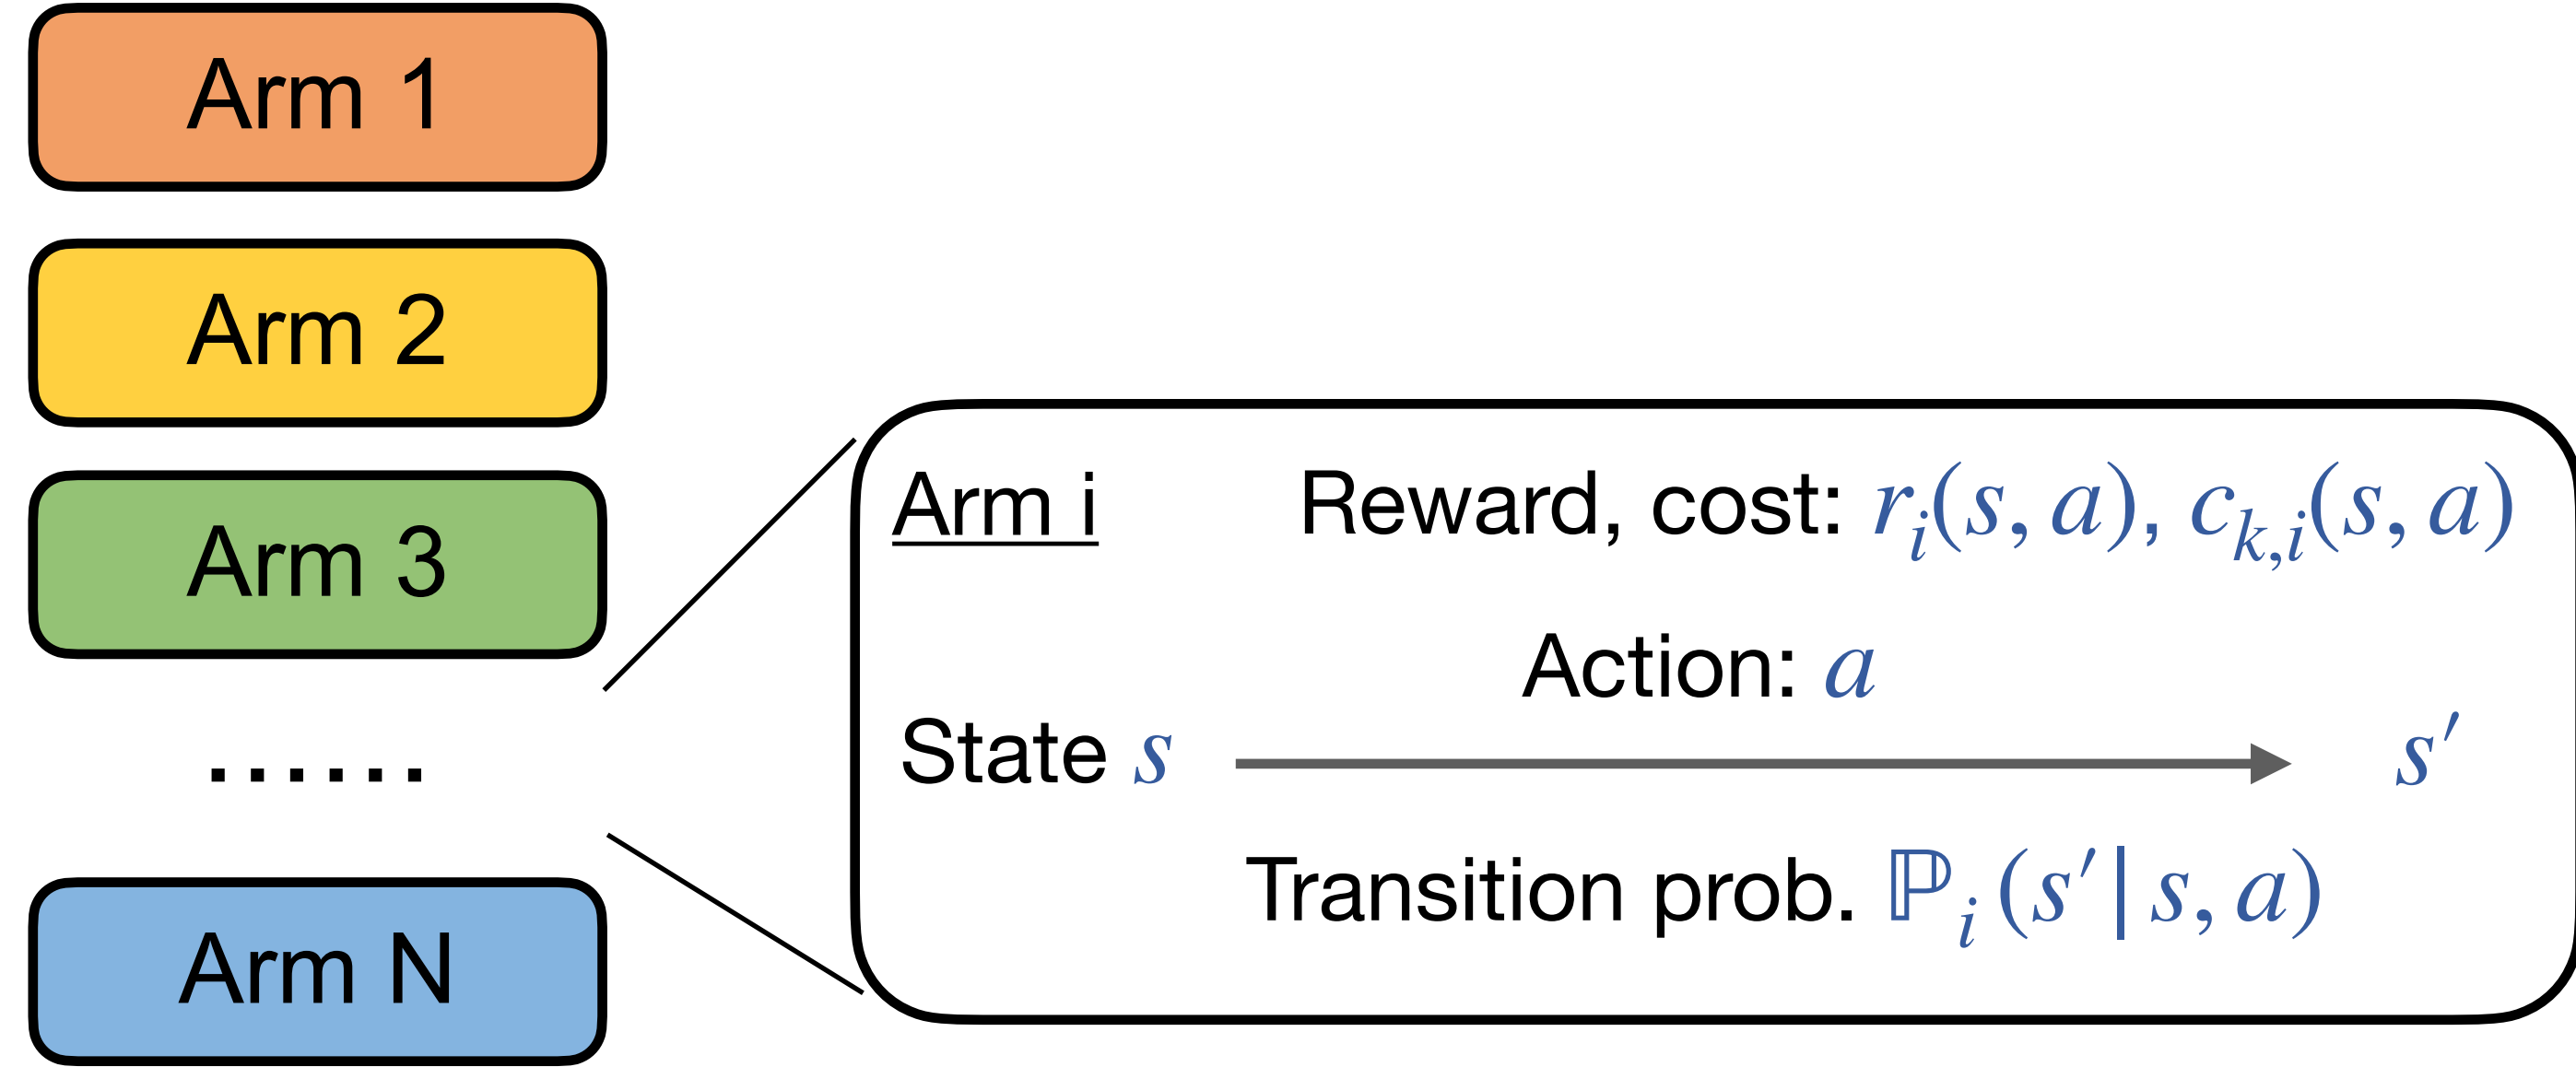 Arm 1
Arm 2
Arm 3
......
Arm N
Arm i
Reward, cost: r_i(s, a), c_{k,i}(s, a)
Action: a
State s
s′
Transition prob. ℙ_i(s′ | s, a)